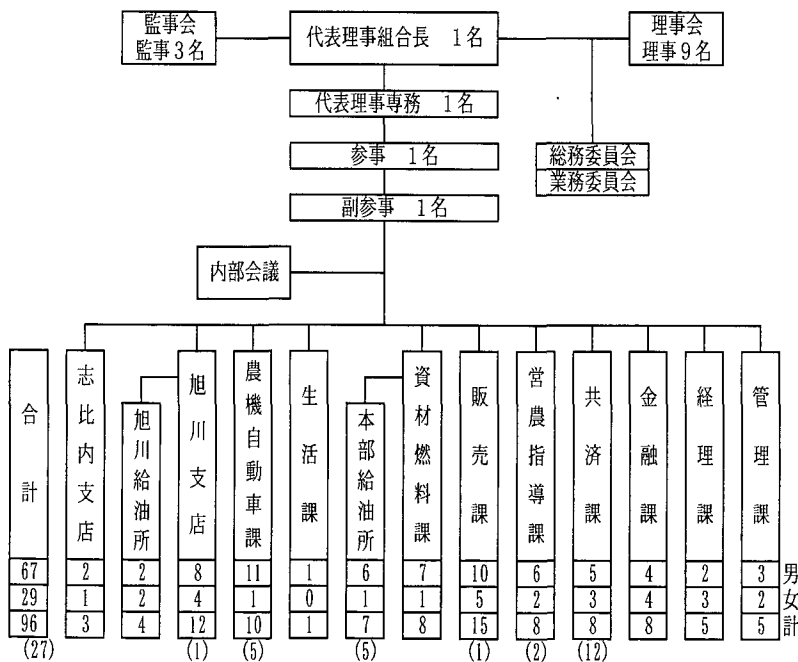 監事会
監事3名
代表理事組合長 1名
理事会
理事9名
代表理事専務 1名
参事 1名
総務委員会
業務委員会
副参事 1名
内部会議
合計
志比内支店
旭川給油所
旭川支店
農機自動車課
生活課
本部給油所
資材燃料課
販売課
営農指導課
共済課
金融課
経理課
管理課
67 2 2 8 11 1 6 7 10 6 5 4 2 3 男
29 1 2 4 1 0 1 1 5 2 3 4 3 2 女
96 3 4 12 10 1 7 8 15 8 8 8 5 5 計
(27) (1) (5) (5) (1) (2) (12)